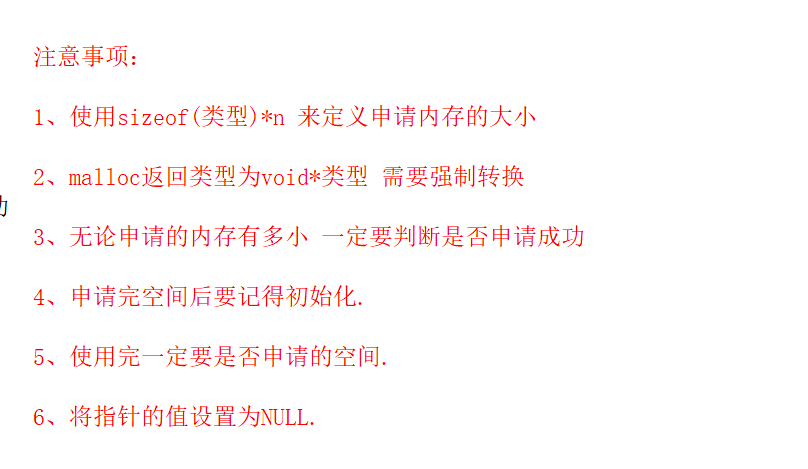 注意事项：
1、使用sizeof(类型)*n 来定义申请内存的大小
2、malloc返回类型为void*类型 需要强制转换
3、无论申请的内存有多小 一定要判断是否申请成功
4、申请完空间后要记得初始化.
5、使用完一定要是否申请的空间.
6、将指针的值设置为NULL.